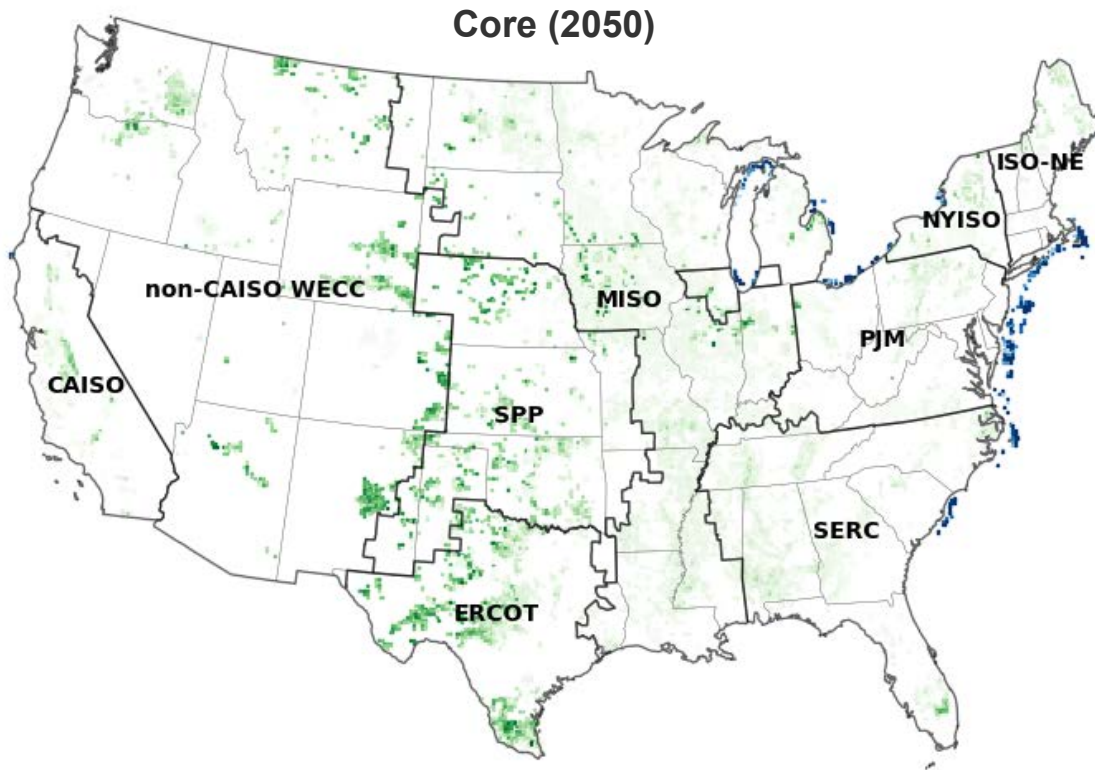 Core (2050)
ISO-NE
NYISO
non-CAISO WECC
MISO
PJM
CAISO
SPP
SERC
ERCOT